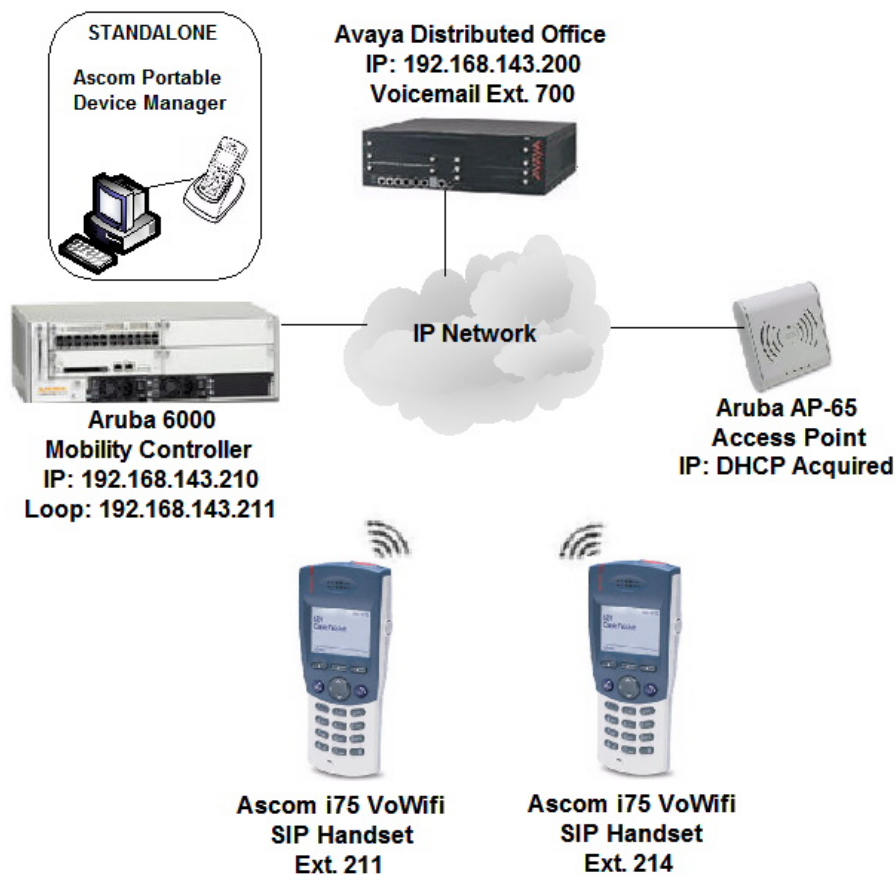 STANDALONE
Ascom Portable
Device Manager
Avaya Distributed Office
IP: 192.168.143.200
Voicemail Ext. 700
AVAYA
IP Network
Aruba 6000
Mobility Controller
IP: 192.168.143.210
Loop: 192.168.143.211
Aruba AP-65
Access Point
IP: DHCP Acquired
Ascom i75 VoWifi
SIP Handset
Ext. 211
Ascom i75 VoWifi
SIP Handset
Ext. 214